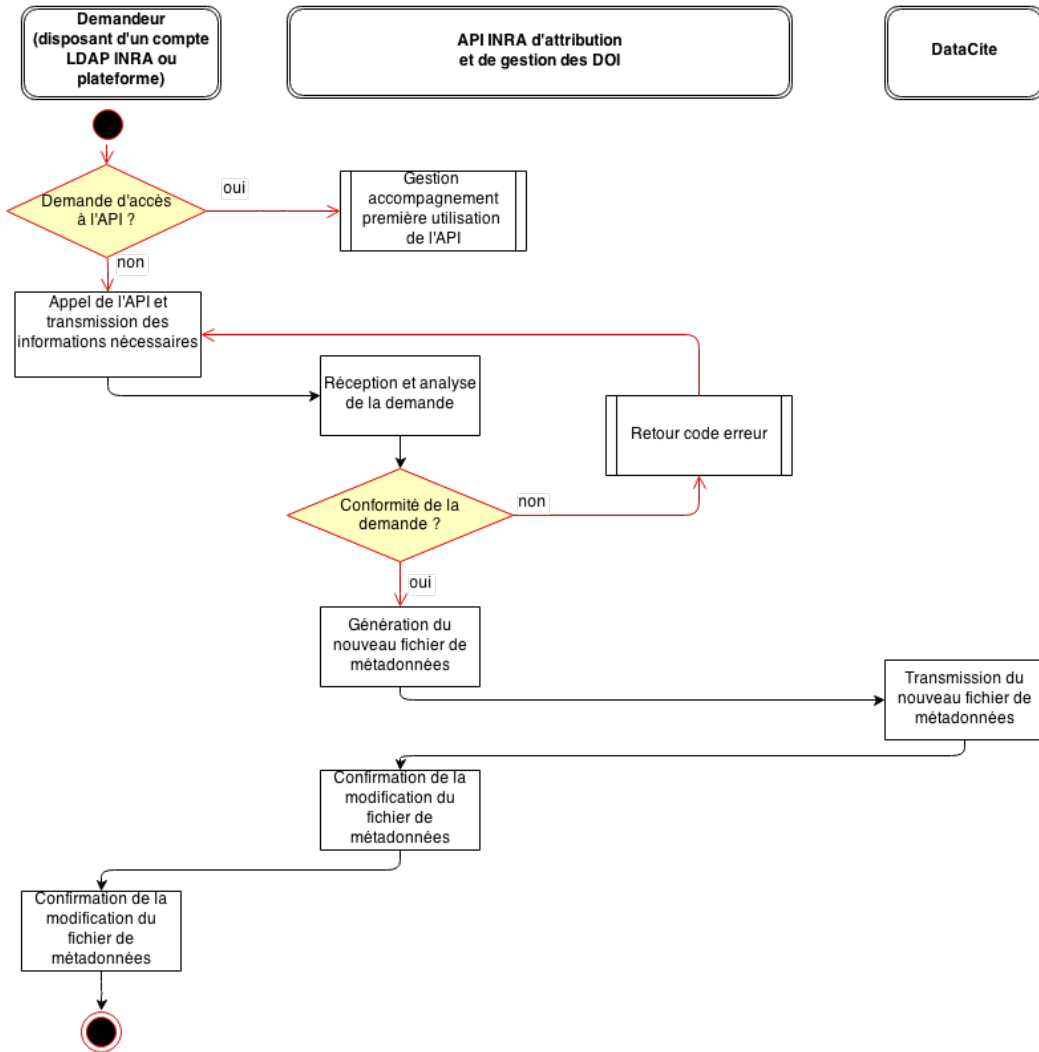 Demandeur
(disposant d'un compte
LDAP INRA ou
plateforme)
API INRA d'attribution
et de gestion des DOI
DataCite
Demande d'accès
à l'API ?
oui
Gestion
accompagnement
première utilisation
de l'API
non
Appel de l'API et
transmission des
informations nécessaires
Réception et analyse
de la demande
Retour code erreur
Conformité de la
demande ?
non
oui
Génération du
nouveau fichier de
métadonnées
Transmission du
nouveau fichier de
métadonnées
Confirmation de la
modification du
fichier de
métadonnées
Confirmation de la
modification du
fichier de
métadonnées